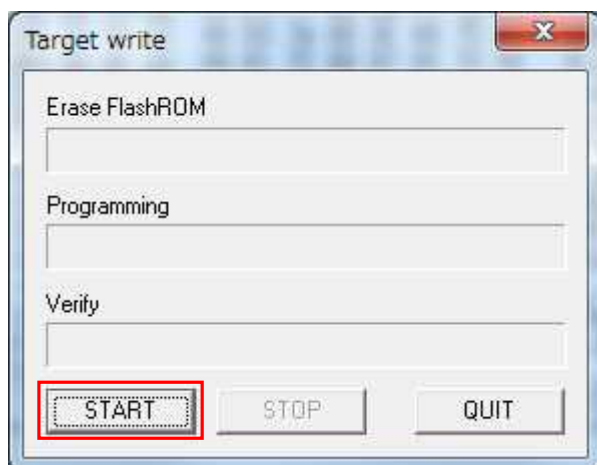 Target write
Erase FlashROM
Programming
Verify
START STOP QUIT